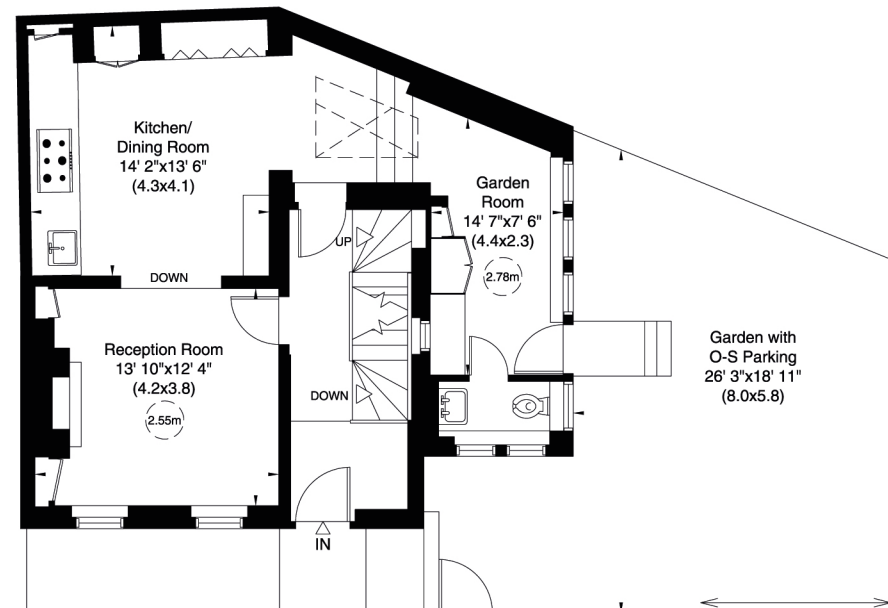 Kitchen/
Dining Room
14' 2"x13' 6"
(4.3x4.1)
Garden
Room
14' 7"x7' 6"
(4.4x2.3)
2.78m
UP
DOWN
Reception Room
13' 10"x12' 4"
(4.2x3.8)
2.55m
DOWN
IN
Garden with
O-S Parking
26' 3"x18' 11"
(8.0x5.8)